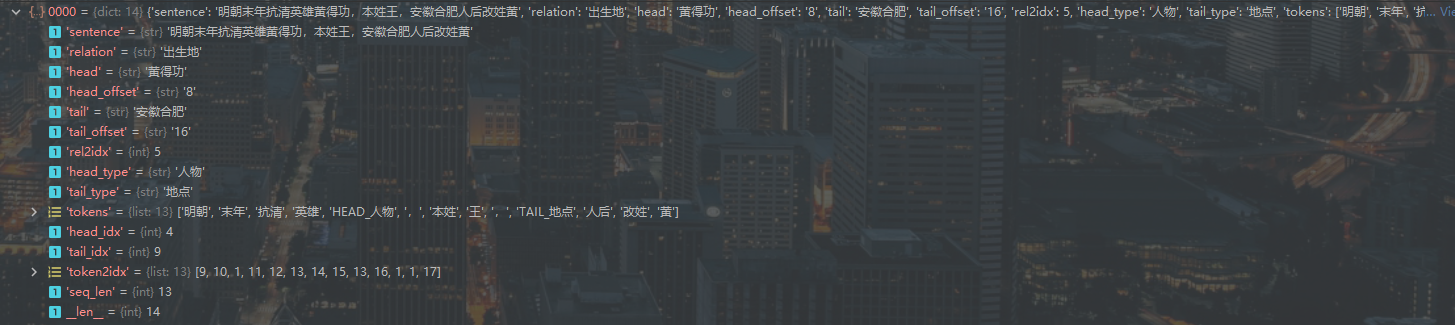 0000 = {dict: 14} {'sentence': '明朝末年抗清英雄黄得功，本姓王，安徽合肥人后改姓黄', 'relation': '出生地', 'head': '黄得功', 'head_offset': '8', 'tail': '安徽合肥', 'tail_offset': '16', 'rel2idx': 5, 'head_type': '人物', 'tail_type': '地点', 'tokens': ['明朝', '末年', '抗... View
'sentence' = {str} '明朝末年抗清英雄黄得功，本姓王，安徽合肥人后改姓黄'
'relation' = {str} '出生地'
'head' = {str} '黄得功'
'head_offset' = {str} '8'
'tail' = {str} '安徽合肥'
'tail_offset' = {str} '16'
'rel2idx' = {int} 5
'head_type' = {str} '人物'
'tail_type' = {str} '地点'
'tokens' = {list: 13} ['明朝', '末年', '抗清', '英雄', 'HEAD_人物', '，', '本姓', '王', '，', 'TAIL_地点', '人后', '改姓', '黄']
'head_idx' = {int} 4
'tail_idx' = {int} 9
'token2idx' = {list: 13} [9, 10, 1, 11, 12, 13, 14, 15, 13, 16, 1, 1, 17]
'seq_len' = {int} 13
__len__ = {int} 14